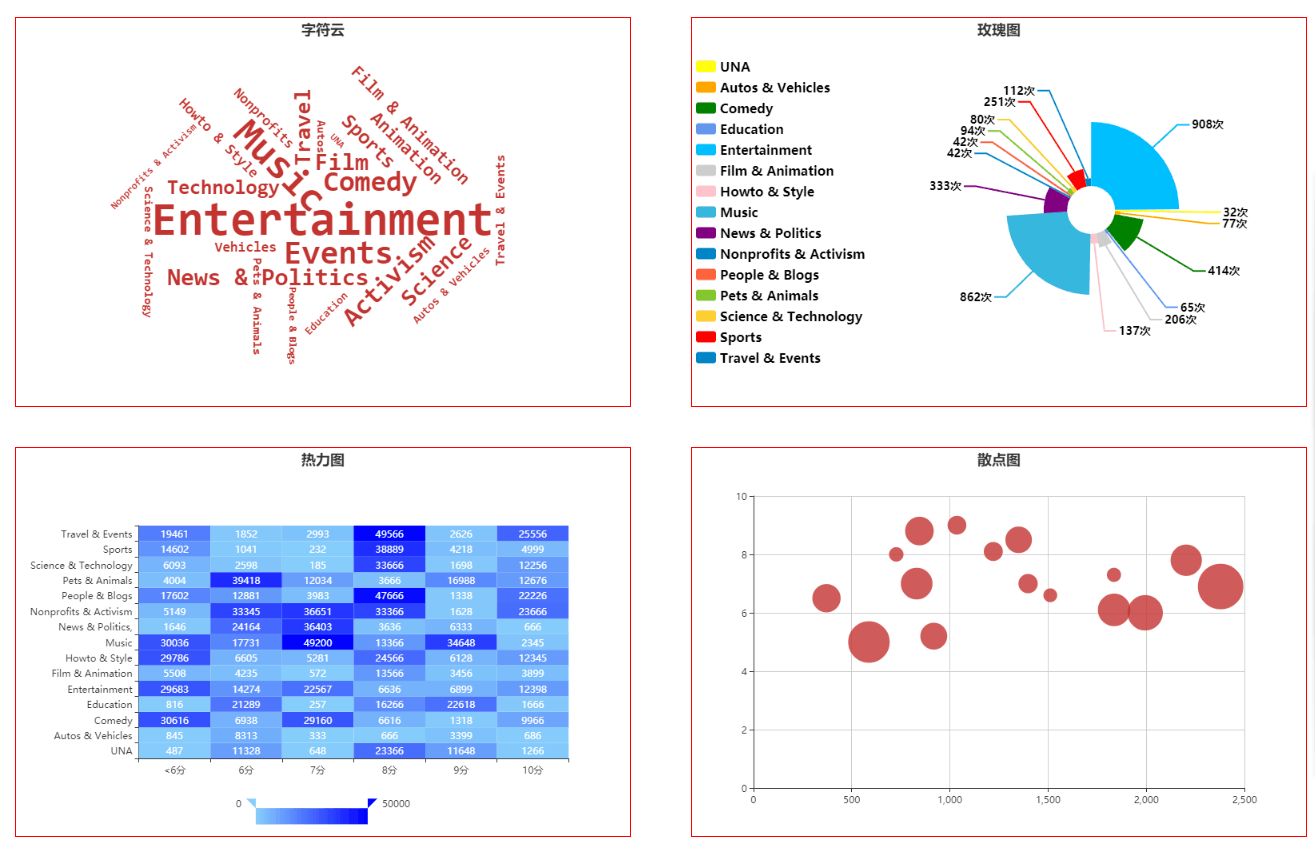 字符云
Film & Animation
Nonprofits
Travel
Howto & Style
Autos
Sports
Animation
UNA
Music
Nonprofits & Activism
Film
Technology
Comedy
Travel & Events
Science & Technology
Entertainment
Vehicles
Events
News & Politics
Activism
Science
Autos & Vehicles
Pets & Animals
People & Blogs
Education
玫瑰图
UNA
Autos & Vehicles
Comedy
Education
Entertainment
Film & Animation
Howto & Style
Music
News & Politics
Nonprofits & Activism
People & Blogs
Pets & Animals
Science & Technology
Sports
Travel & Events
112次
251次
80次
94次
42次
42次
333次
862次
908次
32次
77次
414次
65次
206次
137次
热力图
Travel & Events 19461 1852 2993 49566 2626 25556
Sports 14602 1041 232 38889 4218 4999
Science & Technology 6093 2598 185 33666 1698 12256
Pets & Animals 4004 39418 12034 3666 16988 12676
People & Blogs 17602 12881 3983 47666 1338 22226
Nonprofits & Activism 5149 33345 36651 33366 1628 23666
News & Politics, 1646 24164 36403 3636 6333 666
Music 30036 17731 49200 13366 34648 2345
Howto & Style 29786 6605 5281 24566 6128 12345
Film & Animation 5508 4235 572 13566 3456 3899
Entertainment 29683 14274 22567 6636 6899 12398
Education 816 21289 257 16266 22618 1666
Comedy 30616 6938 29160 6616 1318 9966
Autos & Vehicles 845 8313 333 666 3399 686
UNA 487 11328 648 23366 11648 1266
<6分 6分 7分 8分 9分 10分
0 50000
散点图
10
8
6
4
2
0
0 500 1,000 1,500 2,000 2,500